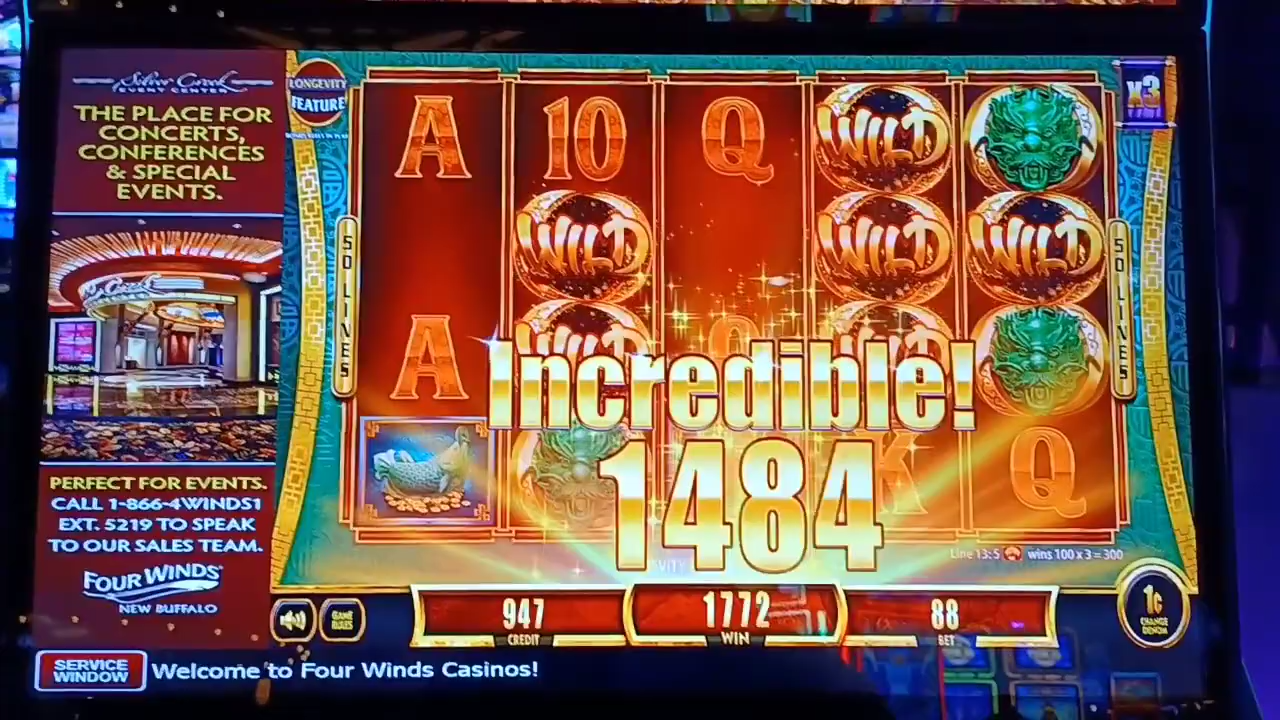 Silver Creek
EVENT CENTER
THE PLACE FOR
CONCERTS,
CONFERENCES
& SPECIAL
EVENTS.
PERFECT FOR EVENTS.
CALL 1-866-4WINDS1
EXT. 5219 TO SPEAK
TO OUR SALES TEAM.
FOUR WINDS
NEW BUFFALO
LONGEVITY
FEATURE
x3
50 LINES
50 LINES
A 10 Q WILD
WILD WILD WILD
A WILD Q WILD
Incredible!
K Q
1484
Line 13: 5 wins 100 x 3 = 300
GAME
RULES
947
CREDIT
1772
WIN
88
BET
1¢
CHANGE
DENOM
SERVICE
WINDOW
Welcome to Four Winds Casinos!